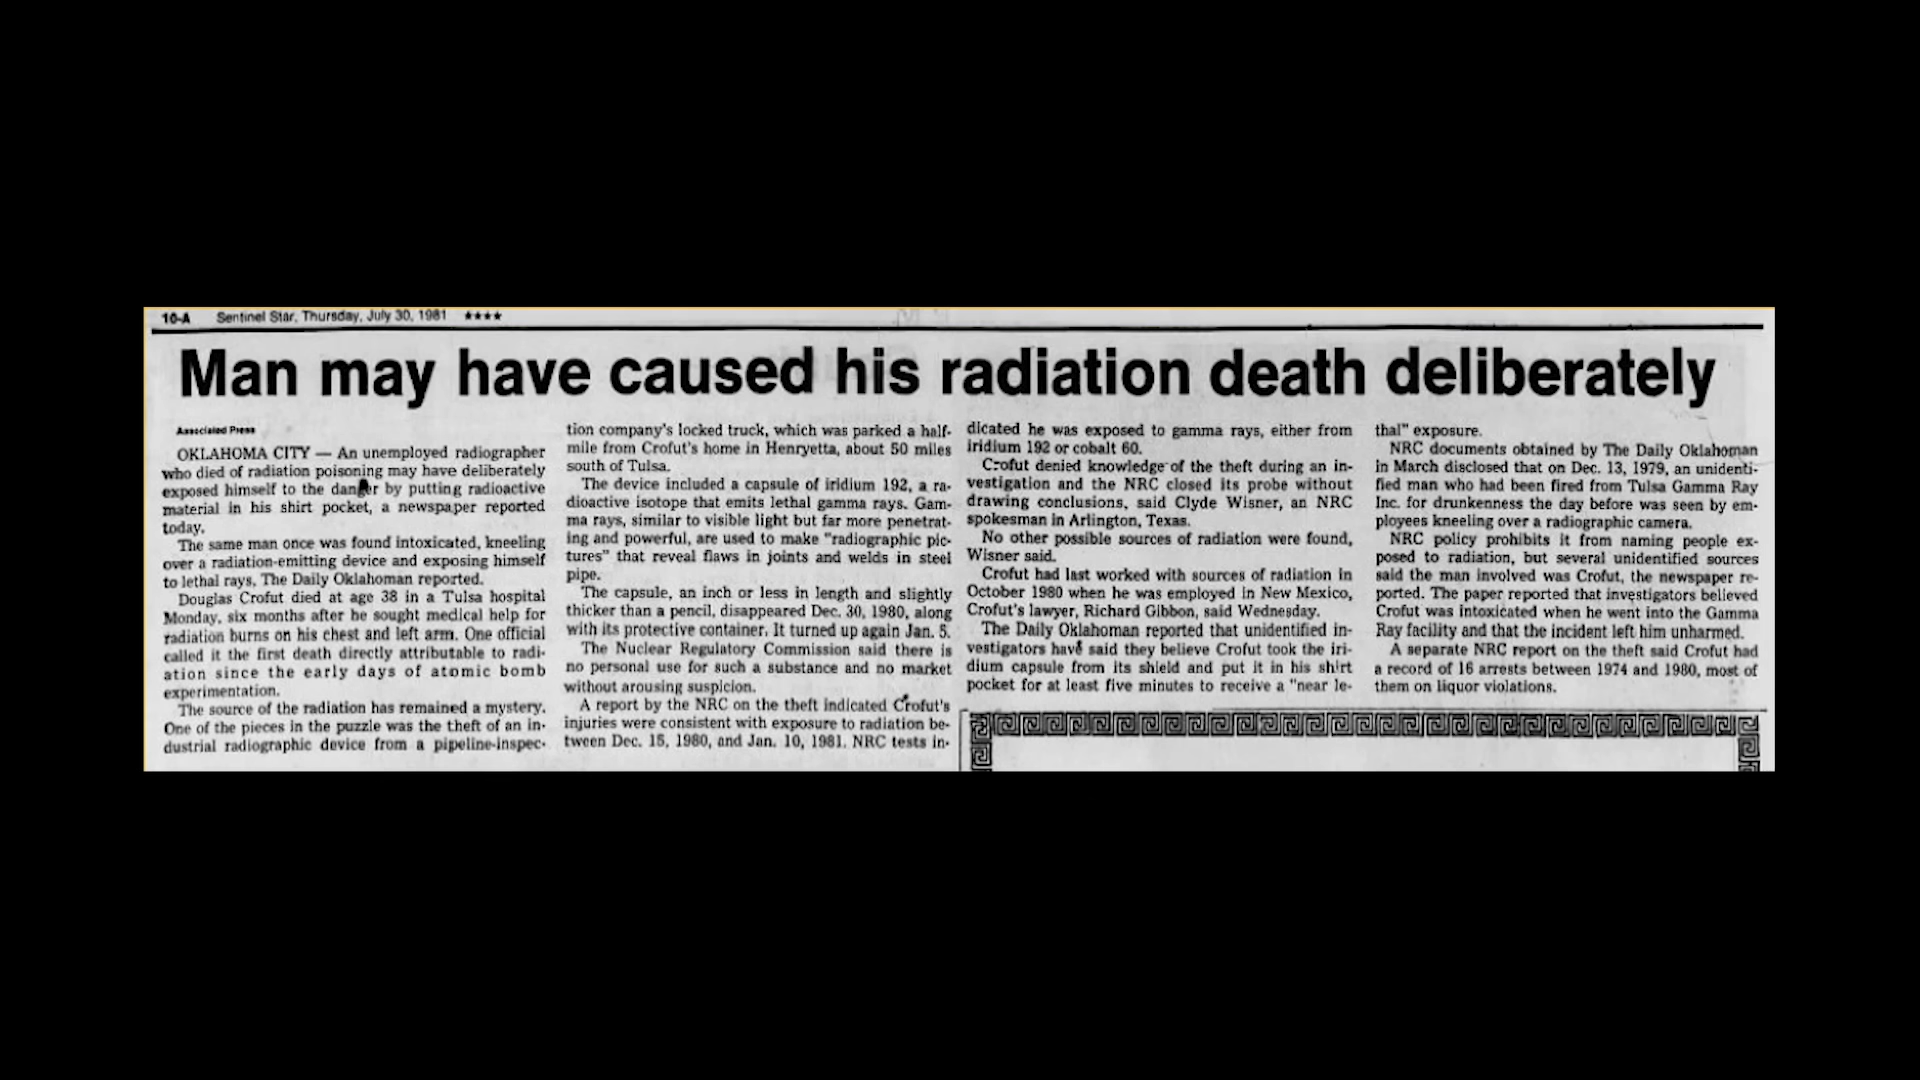 10-A Sentinel Star, Thursday, July 30, 1981 ★★★★
Man may have caused his radiation death deliberately
Associated Press
OKLAHOMA CITY — An unemployed radiographer
who died of radiation poisoning may have deliberately
exposed himself to the danger by putting radioactive
material in his shirt pocket, a newspaper reported
today.
The same man once was found intoxicated, kneeling
over a radiation-emitting device and exposing himself
to lethal rays, The Daily Oklahoman reported.
Douglas Crofut died at age 38 in a Tulsa hospital
Monday, six months after he sought medical help for
radiation burns on his chest and left arm. One official
called it the first death directly attributable to radi-
ation since the early days of atomic bomb
experimentation.
The source of the radiation has remained a mystery.
One of the pieces in the puzzle was the theft of an in-
dustrial radiographic device from a pipeline-inspec-
tion company's locked truck, which was parked a half-
mile from Crofut's home in Henryetta, about 50 miles
south of Tulsa.
The device included a capsule of iridium 192, a ra-
dioactive isotope that emits lethal gamma rays. Gam-
ma rays, similar to visible light but far more penetrat-
ing and powerful, are used to make "radiographic pic-
tures" that reveal flaws in joints and welds in steel
pipe.
The capsule, an inch or less in length and slightly
thicker than a pencil, disappeared Dec. 30, 1980, along
with its protective container. It turned up again Jan. 5.
The Nuclear Regulatory Commission said there is
no personal use for such a substance and no market
without arousing suspicion.
A report by the NRC on the theft indicated Crofut's
injuries were consistent with exposure to radiation be-
tween Dec. 15, 1980, and Jan. 10, 1981. NRC tests in-
dicated he was exposed to gamma rays, either from
iridium 192 or cobalt 60.
Crofut denied knowledge of the theft during an in-
vestigation and the NRC closed its probe without
drawing conclusions, said Clyde Wisner, an NRC
spokesman in Arlington, Texas.
No other possible sources of radiation were found,
Wisner said.
Crofut had last worked with sources of radiation in
October 1980 when he was employed in New Mexico,
Crofut's lawyer, Richard Gibbon, said Wednesday.
The Daily Oklahoman reported that unidentified in-
vestigators have said they believe Crofut took the iri-
dium capsule from its shield and put it in his shirt
pocket for at least five minutes to receive a "near le-
thal" exposure.
NRC documents obtained by The Daily Oklahoman
in March disclosed that on Dec. 13, 1979, an unidenti-
fied man who had been fired from Tulsa Gamma Ray
Inc. for drunkenness the day before was seen by em-
ployees kneeling over a radiographic camera.
NRC policy prohibits it from naming people ex-
posed to radiation, but several unidentified sources
said the man involved was Crofut, the newspaper re-
ported. The paper reported that investigators believed
Crofut was intoxicated when he went into the Gamma
Ray facility and that the incident left him unharmed.
A separate NRC report on the theft said Crofut had
a record of 16 arrests between 1974 and 1980, most of
them on liquor violations.